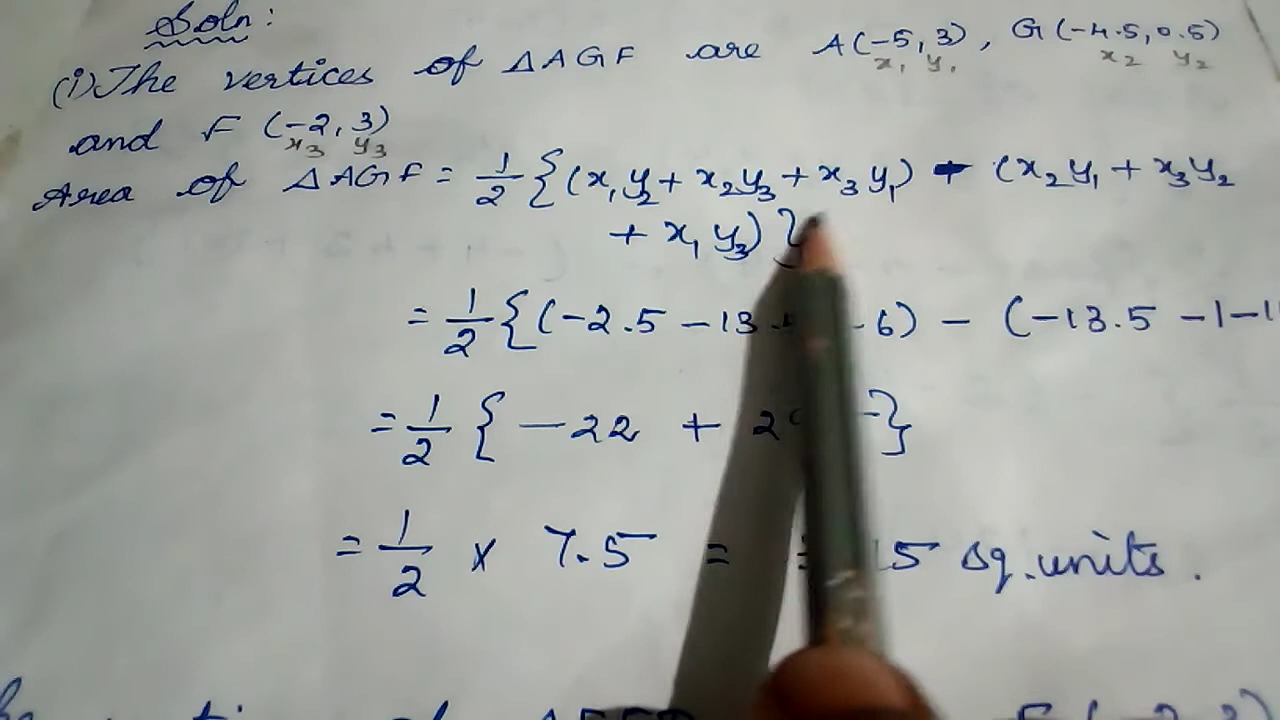 Soln:
(i) The vertices of ΔAGF are A(-5, 3), G(-4.5, 0.5)
x₁ y₁ x₂ y₂
and F (-2, 3)
x₃ y₃
Area of ΔAGF = 1/2 {(x₁y₂ + x₂y₃ + x₃y₁) - (x₂y₁ + x₃y₂
+ x₁y₃)}
= 1/2 {(-2.5 - 13. - 6) - (-13.5 - 1 - 1
= 1/2 { -22 + 2 }
= 1/2 × 7.5 = 5 sq. units.